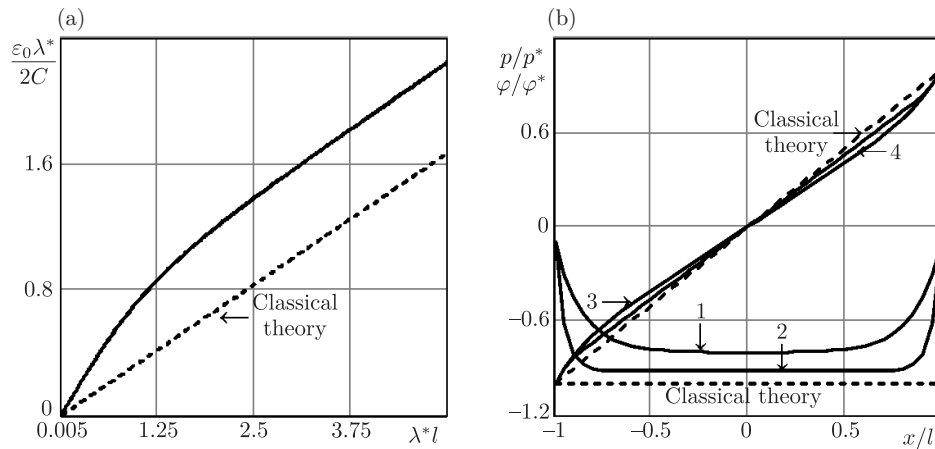 (a)
ε₀λ*
2C
1.6
0.8
0
Classical
theory
0.005
1.25
2.5
3.75
λ*l
(b)
p/p*
φ/φ*
0.6
0
−0.6
−1.2
Classical
theory
4
3
1
2
Classical theory
−1
−0.5
0
0.5
x/l